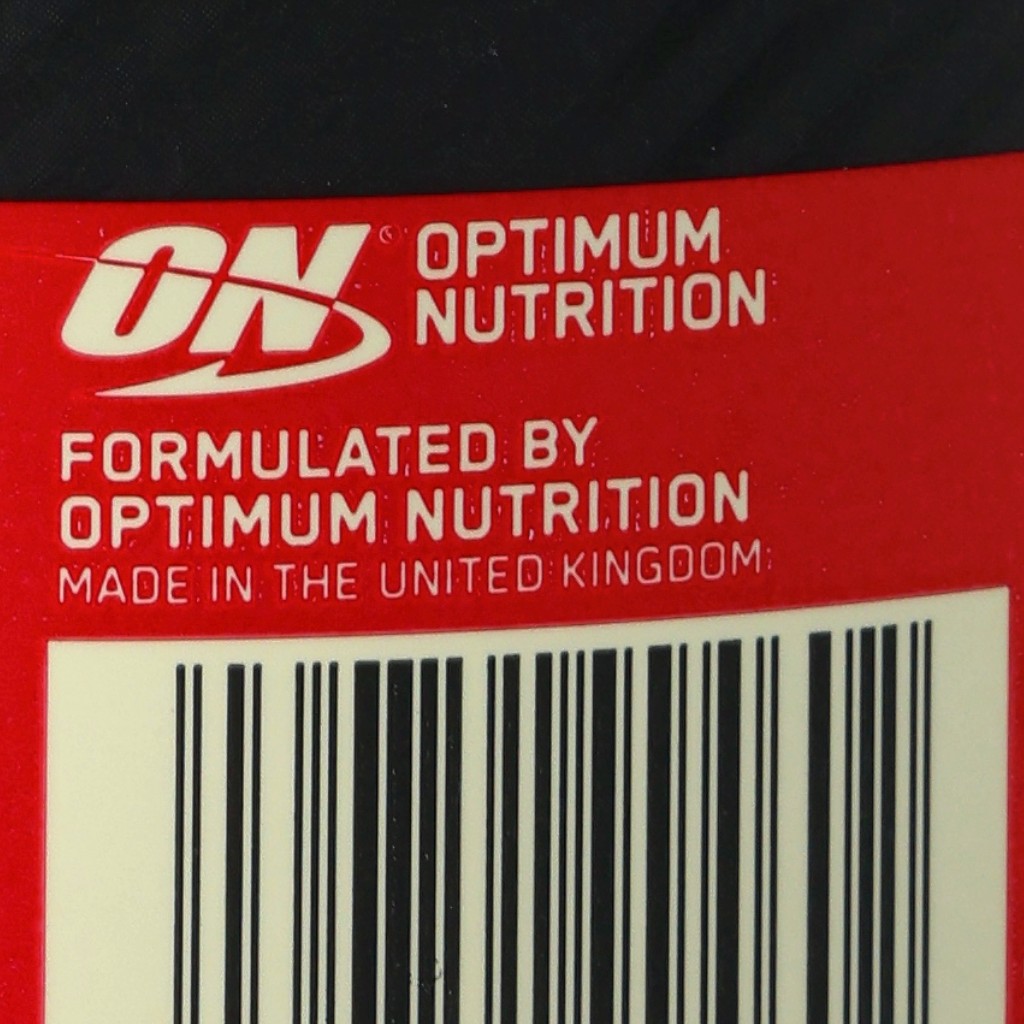 ON® OPTIMUM
NUTRITION
FORMULATED BY
OPTIMUM NUTRITION
MADE IN THE UNITED KINGDOM